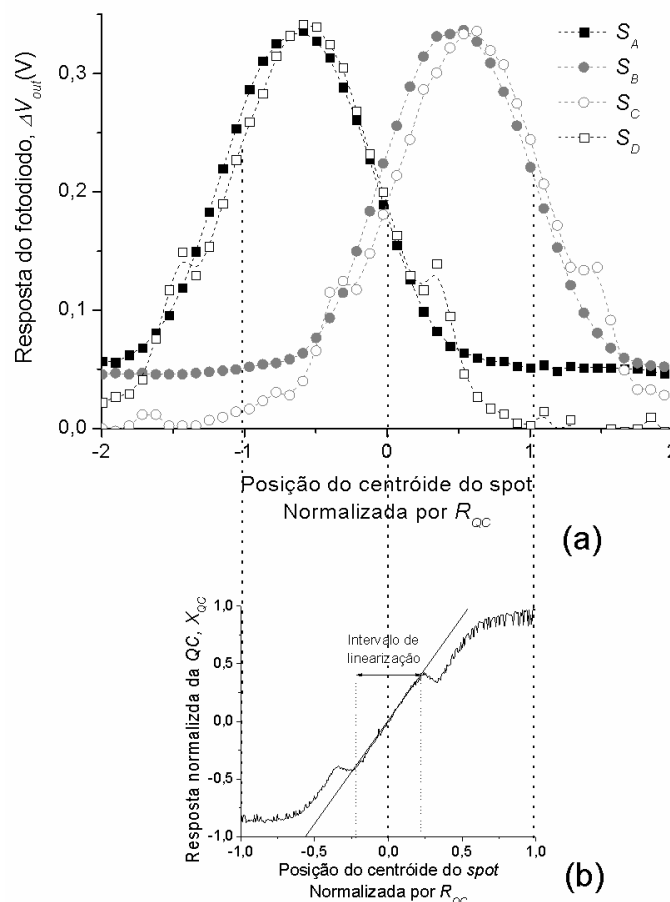 Resposta do fotodiodo, ΔV_out(V)
0,3
0,2
0,1
0,0
-2
-1
0
1
2
S_A
S_B
S_C
S_D
Posição do centróide do spot
Normalizada por R_QC
(a)
Resposta normalizda da QC, X_QC
1,0
0,5
0,0
-0,5
-1,0
Intervalo de
linearização
-1,0
-0,5
0,0
0,5
1,0
Posição do centróide do spot
Normalizada por R_QC
(b)